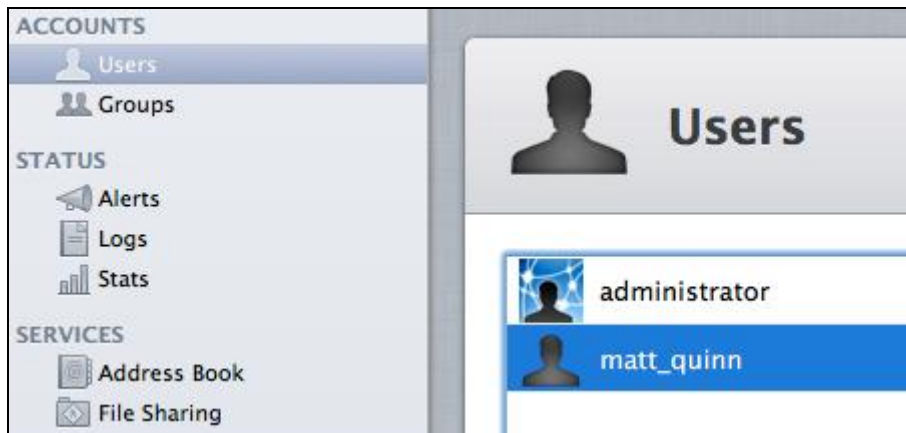 ACCOUNTS
Users
Groups
STATUS
Alerts
Logs
Stats
SERVICES
Address Book
File Sharing
Users
administrator
matt_quinn